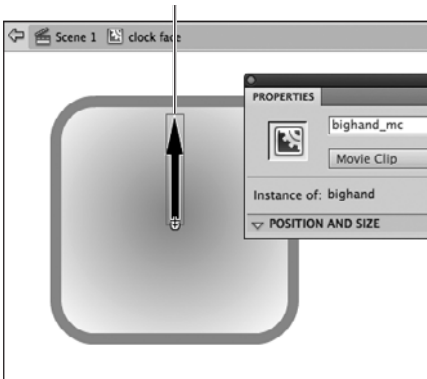 Scene 1 clock face
PROPERTIES
bighand_mc
Movie Clip
Instance of: bighand
POSITION AND SIZE